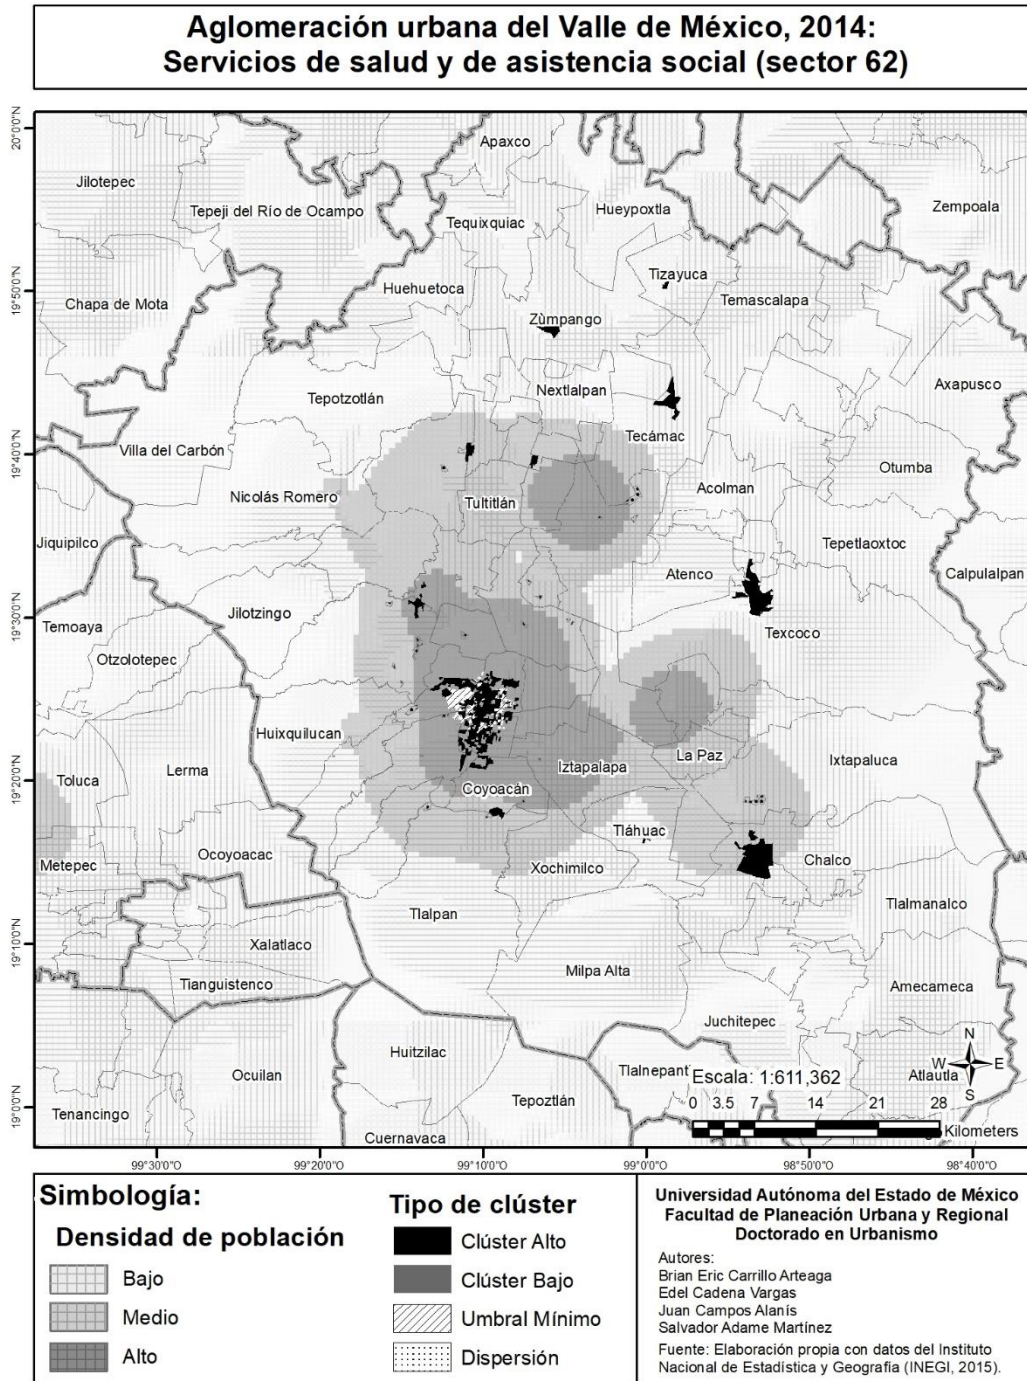 Aglomeración urbana del Valle de México, 2014:
Servicios de salud y de asistencia social (sector 62)
20°0'0"N
19°50'0"N
19°40'0"N
19°30'0"N
19°20'0"N
19°10'0"N
19°0'0"N
Apaxco
Jilotepec
Tepeji del Río de Ocampo
Hueypoxtla
Zempoala
Tequixquiac
Tizayuca
Huehuetoca
Temascalapa
Chapa de Mota
Zùmpango
Nextlalpan
Axapusco
Tepotzotlán
Tecámac
Villa del Carbón
Otumba
Nicolás Romero
Tultitlán
Acolman
Jiquipilco
Tepetlaoxtoc
Atenco
Calpulalpan
Jilotzingo
Temoaya
Texcoco
Otzolotepec
Huixquilucan
La Paz
Ixtapaluca
Iztapalapa
Lerma
Toluca
Coyoacán
Tláhuac
Ocoyoacac
Metepec
Xochimilco
Chalco
Tlalpan
Tlalmanalco
Xalatlaco
Milpa Alta
Tianguistenco
Amecameca
Juchitepec
Huitzilac
Ocuilan
Tlalnepant
Atlautla
Tepoztlán
Tenancingo
Cuernavaca
N
W E
S
Escala: 1:611,362
0 3.5 7 14 21 28
Kilometers
99°30'0"O 99°20'0"O 99°10'0"O 99°0'0"O 98°50'0"O 98°40'0"O
Simbología:
Densidad de población
Bajo
Medio
Alto
Tipo de clúster
Clúster Alto
Clúster Bajo
Umbral Mínimo
Dispersión
Universidad Autónoma del Estado de México
Facultad de Planeación Urbana y Regional
Doctorado en Urbanismo
Autores:
Brian Eric Carrillo Arteaga
Edel Cadena Vargas
Juan Campos Alanís
Salvador Adame Martínez
Fuente: Elaboración propia con datos del Instituto
Nacional de Estadística y Geografía (INEGI, 2015).